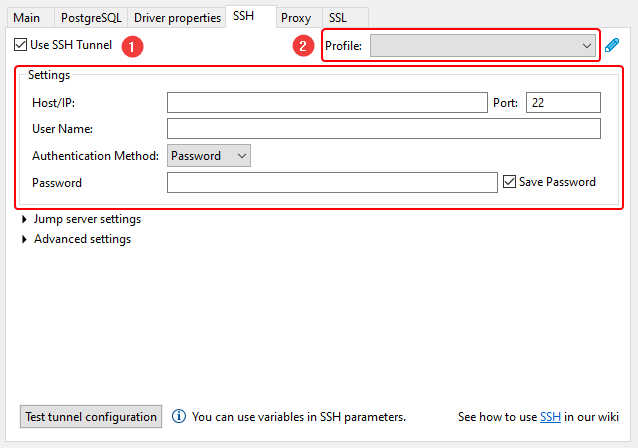 Main PostgreSQL Driver properties SSH Proxy SSL
Use SSH Tunnel 1 2 Profile:
Settings
Host/IP: Port: 22
User Name:
Authentication Method: Password
Password Save Password
Jump server settings
Advanced settings
Test tunnel configuration i You can use variables in SSH parameters. See how to use SSH in our wiki